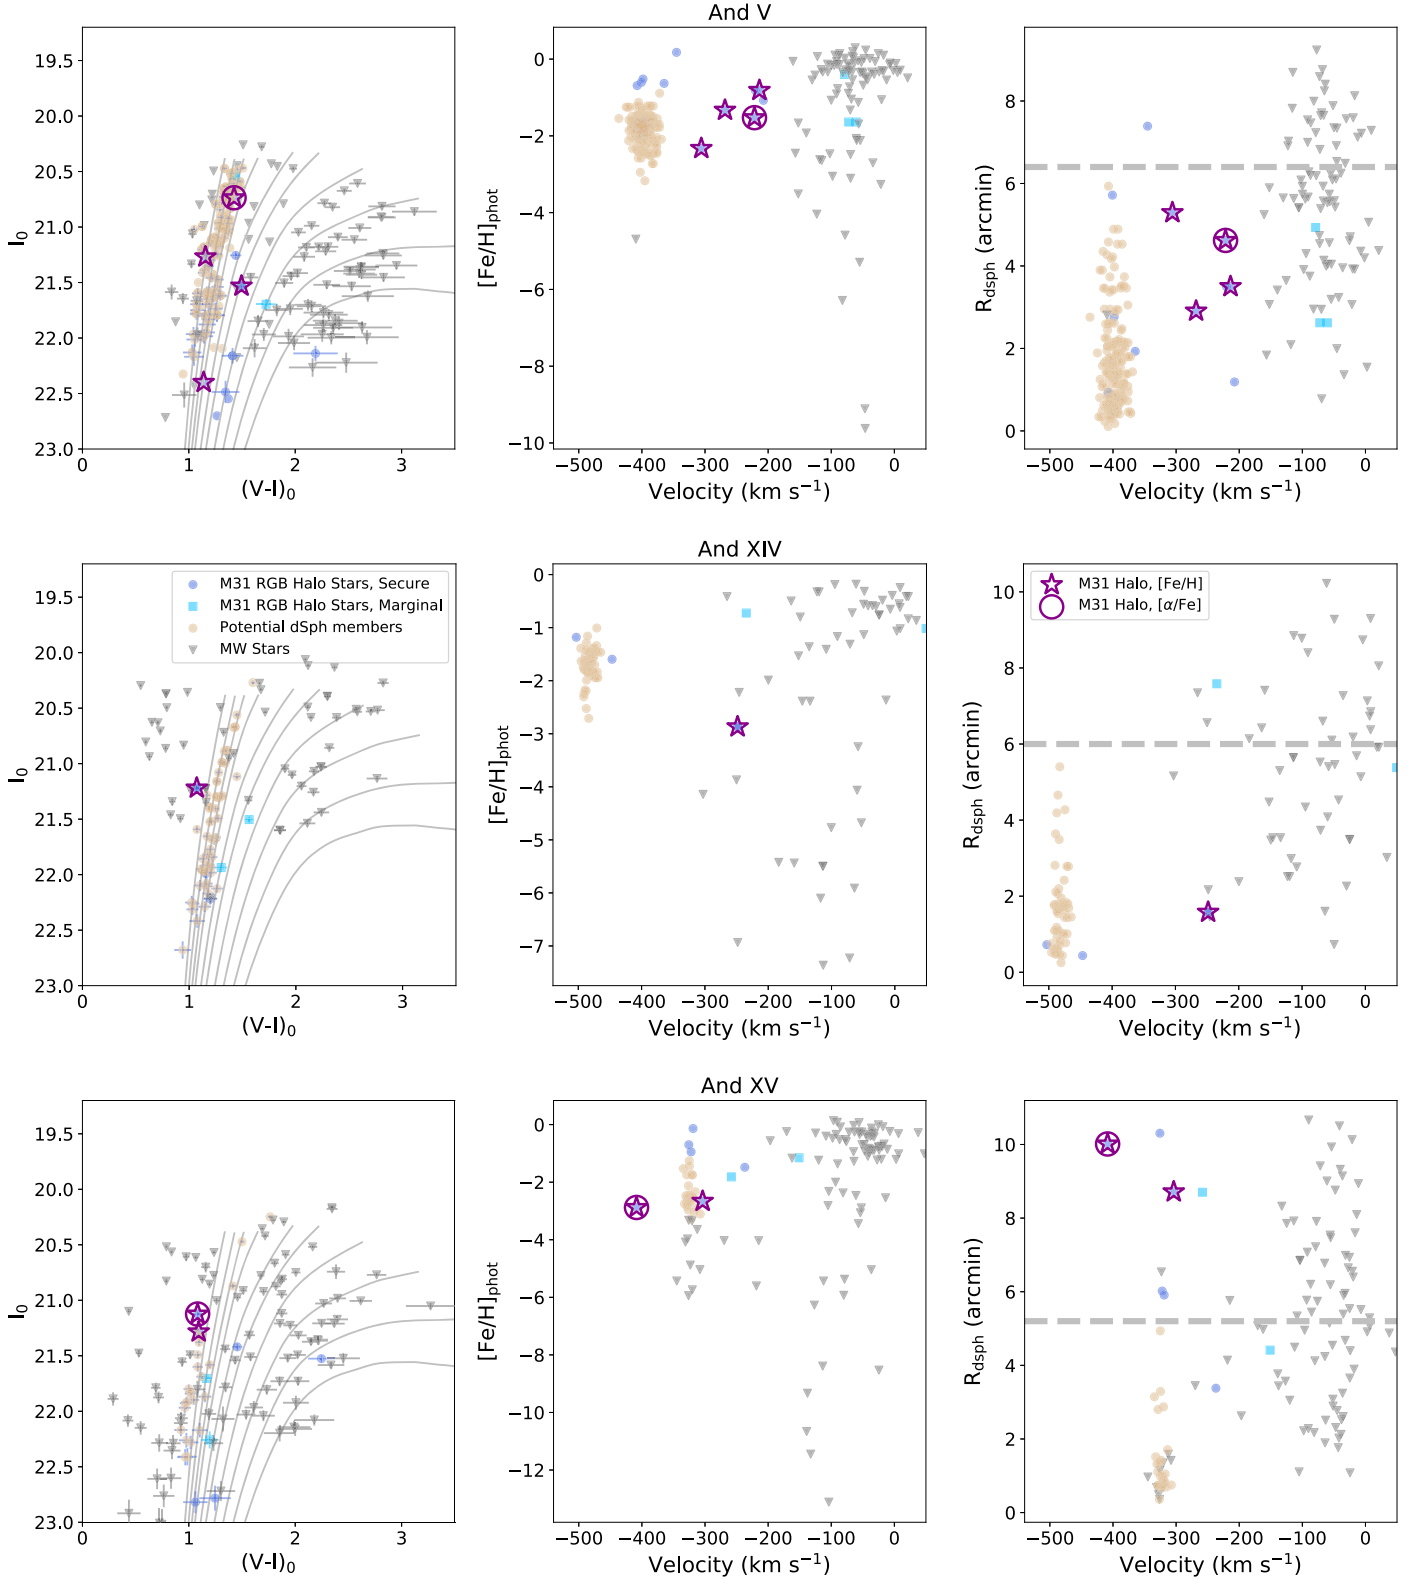 And V
19.5
20.0
20.5
21.0
21.5
22.0
22.5
23.0
I0
0 1 2 3
(V-I)0
0
−2
−4
−6
−8
−10
[Fe/H]phot
−500 −400 −300 −200 −100 0
Velocity (km s−1)
8
6
4
2
0
Rdsph (arcmin)
−500 −400 −300 −200 −100 0
Velocity (km s−1)
And XIV
19.5
20.0
20.5
21.0
21.5
22.0
22.5
23.0
I0
M31 RGB Halo Stars, Secure
M31 RGB Halo Stars, Marginal
Potential dSph members
MW Stars
0 1 2 3
(V-I)0
0
−1
−2
−3
−4
−5
−6
−7
[Fe/H]phot
−500 −400 −300 −200 −100 0
Velocity (km s−1)
M31 Halo, [Fe/H]
M31 Halo, [α/Fe]
10
8
6
4
2
0
Rdsph (arcmin)
−500 −400 −300 −200 −100 0
Velocity (km s−1)
And XV
19.5
20.0
20.5
21.0
21.5
22.0
22.5
23.0
I0
0 1 2 3
(V-I)0
0
−2
−4
−6
−8
−10
−12
[Fe/H]phot
−500 −400 −300 −200 −100 0
Velocity (km s−1)
10
8
6
4
2
0
Rdsph (arcmin)
−500 −400 −300 −200 −100 0
Velocity (km s−1)